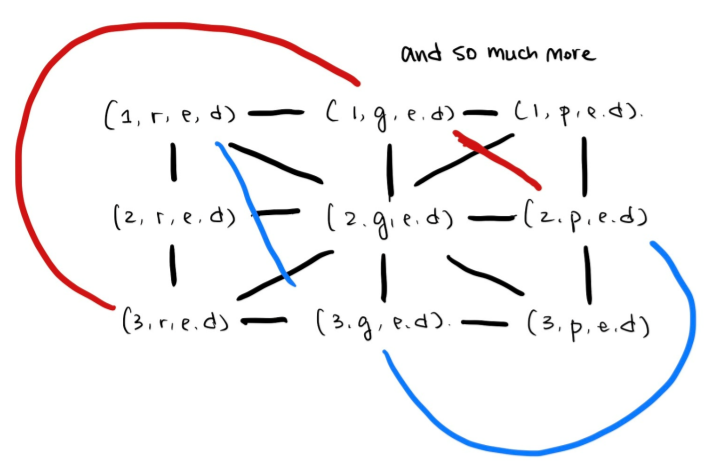 and so much more
(1, r, e, d) (1, g, e.d) (1, p, e.d).
(2, r, e, d) (2. g, e.d) (2. p, e.d)
(3, r, e.d) (3. g, e.d). (3, p, e.d)